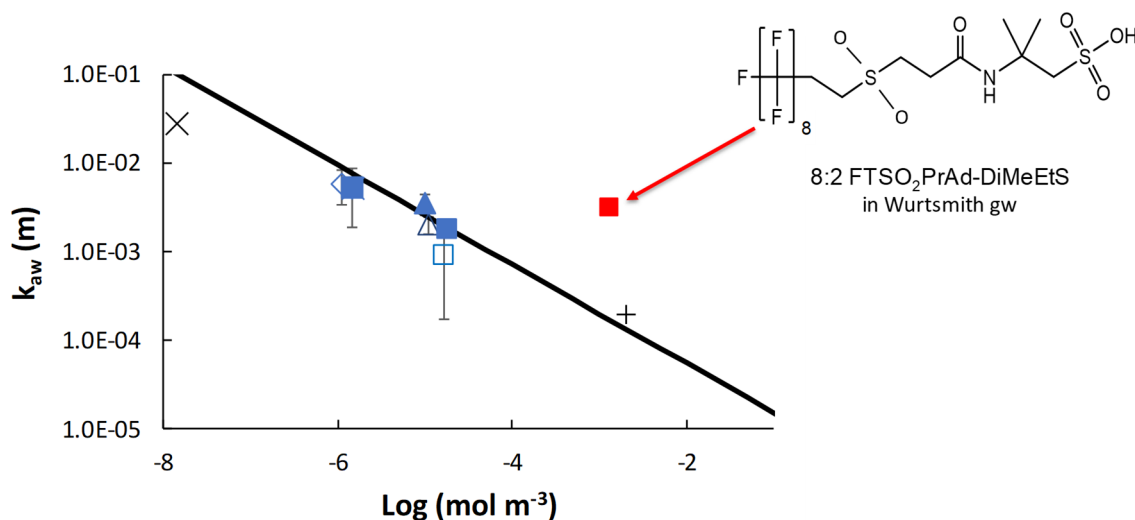 1.0E-01
1.0E-02
1.0E-03
1.0E-04
1.0E-05
k_aw (m)
-8 -6 -4 -2
Log (mol m⁻³)
F
F
F
8
O
O
S
O
N
H
O
S
OH
O
8:2 FTSO₂PrAd-DiMeEtS
in Wurtsmith gw